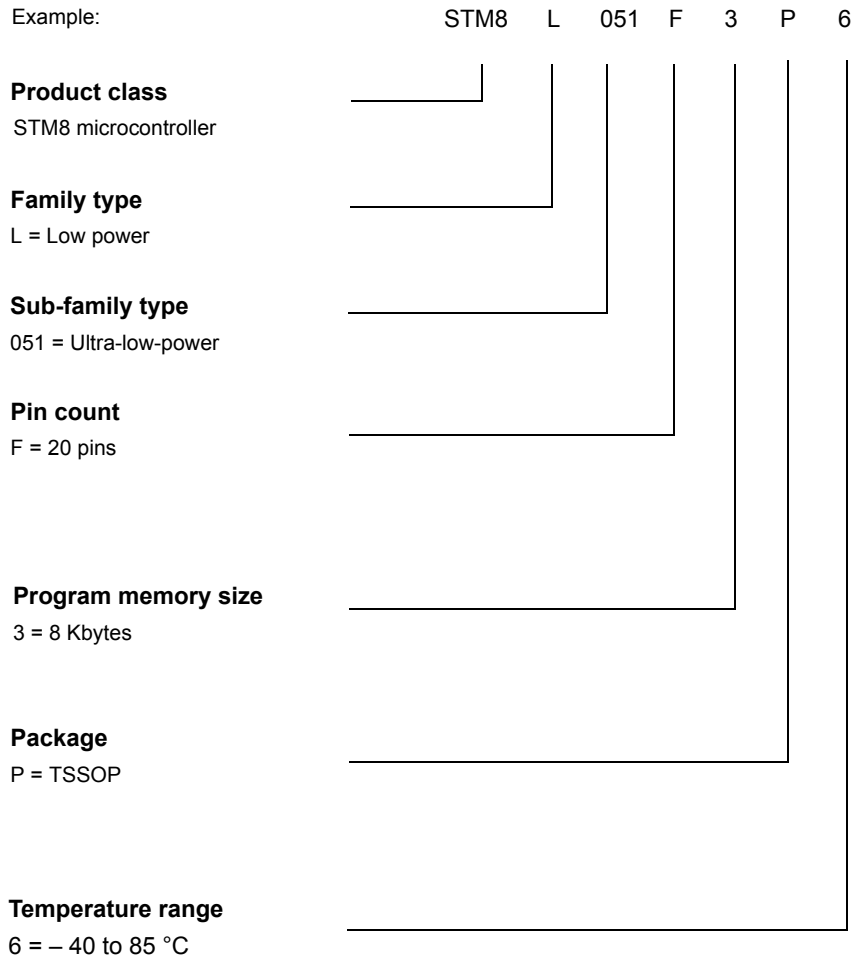 Example: STM8 L 051 F 3 P 6
Product class
STM8 microcontroller
Family type
L = Low power
Sub-family type
051 = Ultra-low-power
Pin count
F = 20 pins
Program memory size
3 = 8 Kbytes
Package
P = TSSOP
Temperature range
6 = – 40 to 85 °C